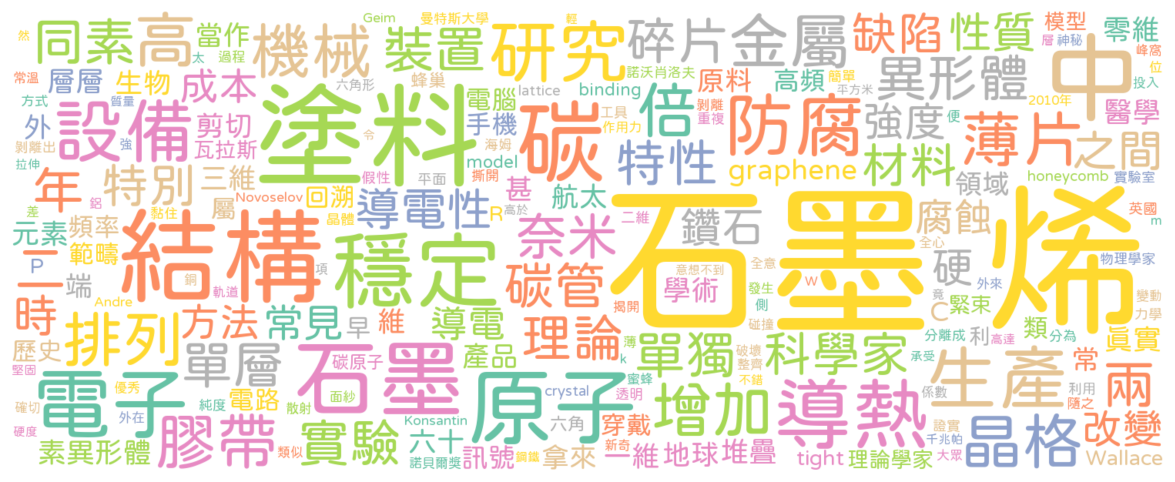 石墨烯
塗料
結構
穩定
石墨
原子
電子
導熱
碳
中
研究
設備
防腐
薄片
機械
高
同素
裝置
碎片
金屬
缺陷
性質
異形體
倍
特性
強度
材料
之間
graphene
鑽石
腐蝕
領域
奈米
碳管
導電性
導電
理論
單獨
科學家
生產
兩
增加
晶格
改變
膠帶
實驗
排列
單層
方法
常見
二
時
年
特別
三維
當作
成本
層層
生物
外
剪切
瓦拉斯
電腦
手機
原料
高頻
醫學
零維
模型
binding
lattice
model
honeycomb
航太
甚
回溯
頻率
範疇
元素
端
屬
維
早
產品
學術
硬
緊束
類
利
常
真實
C
P
R
W
k
m
歷史
素異形體
電路
六十
訊號
穿戴
拿來
一維
地球
堆疊
tight
理論學家
Wallace
crystal
Konsantin
Novoselov
Andre
Geim
曼特斯大學
諾沃肖洛夫
諾貝爾獎
物理學家
英國
實驗室
2010年
蜂巢
六角形
六角
過程
太
然
常溫
方式
質量
剝離出
強
拉伸
鋁
差
黏住
晶體
假性
平面
撕開
海姆
高於
工具
作用力
剝離
重複
平方米
簡單
輕
便
層
神秘
峰窩
位
投入
二維
全心
全意
意想不到
發生
側
碰撞
揭開
外來
竟
變動
力學
高達
分為
分離成
承受
係數
利用
隨之
證實
千兆帕
大眾
破壞
整齊
不錯
薄
蜜蜂
透明
碳原子
面紗
項
銅
軌道
優秀
堅固
確切
硬度
外在
純度
散射
類似
新奇
鋼鐵
令